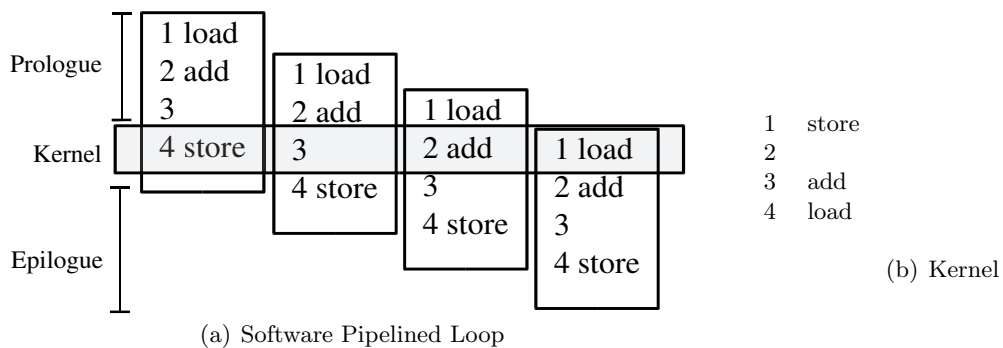 Prologue
Kernel
Epilogue
1 load
2 add
3
4 store
1 load
2 add
3
4 store
1 load
2 add
3
4 store
1 load
2 add
3
4 store
(a) Software Pipelined Loop
1 store
2
3 add
4 load
(b) Kernel